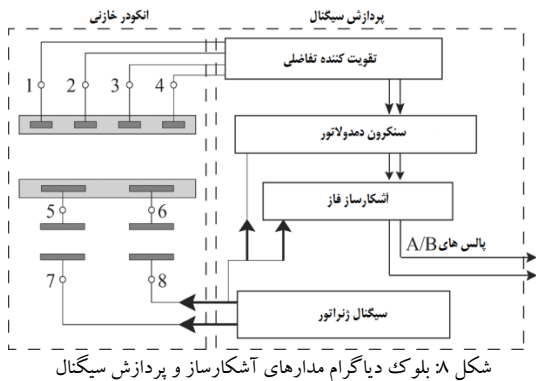 پردازش سیگنال
انکودر خازنی
تقویت کننده تفاضلی
1 2 3 4
سنکرون دمدولاتور
آشکارساز فاز
5 6
پالس های A/B
7 8
سیگنال ژنراتور
شکل ۸: بلوک دیاگرام مدارهای آشکارساز و پردازش سیگنال